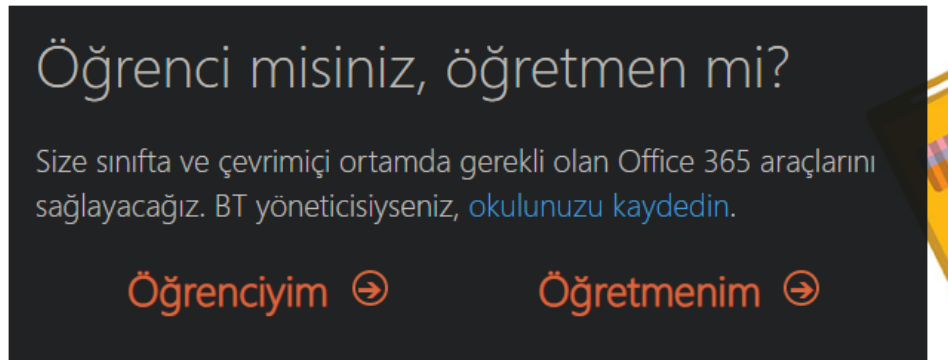 Öğrenci misiniz, öğretmen mi?
Size sınıfta ve çevrimiçi ortamda gerekli olan Office 365 araçlarını
sağlayacağız. BT yöneticisiyseniz, okulunuzu kaydedin.
Öğrenciyim Öğretmenim